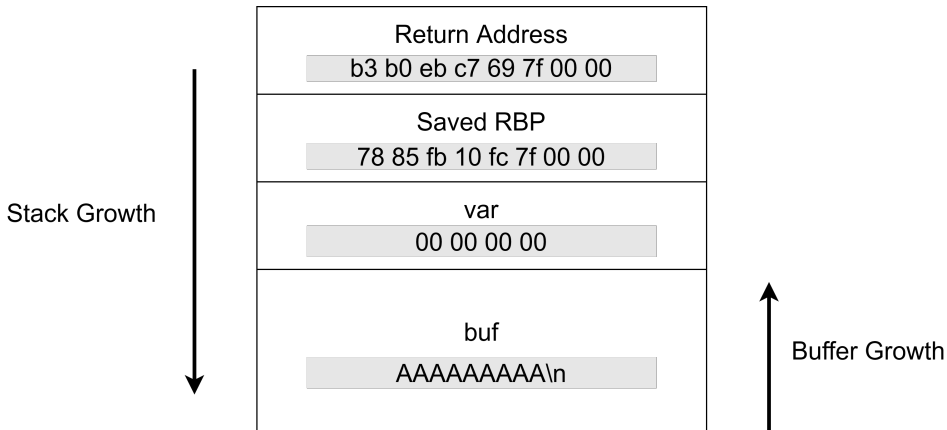 Return Address
b3 b0 eb c7 69 7f 00 00
Saved RBP
78 85 fb 10 fc 7f 00 00
Stack Growth
var
00 00 00 00
buf
AAAAAAAAA\n
Buffer Growth